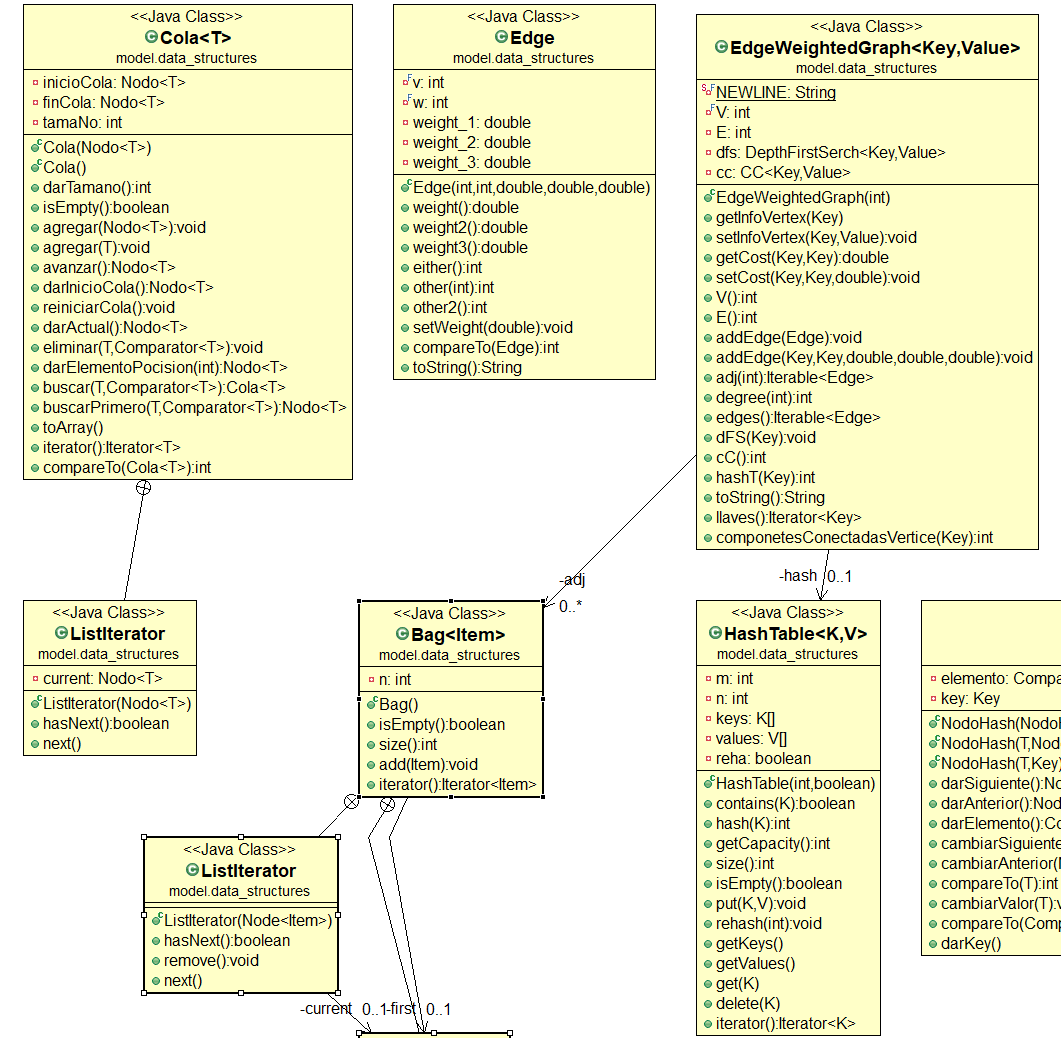 <<Java Class>>
Cola<T>
model.data_structures
inicioCola: Nodo<T>
finCola: Nodo<T>
tamaNo: int
Cola(Nodo<T>)
Cola()
darTamano():int
isEmpty():boolean
agregar(Nodo<T>):void
agregar(T):void
avanzar():Nodo<T>
darInicioCola():Nodo<T>
reiniciarCola():void
darActual():Nodo<T>
eliminar(T,Comparator<T>):void
darElementoPocision(int):Nodo<T>
buscar(T,Comparator<T>):Cola<T>
buscarPrimero(T,Comparator<T>):Nodo<T>
toArray()
iterator():Iterator<T>
compareTo(Cola<T>):int
<<Java Class>>
Edge
model.data_structures
v: int
w: int
weight_1: double
weight_2: double
weight_3: double
Edge(int,int,double,double,double)
weight():double
weight2():double
weight3():double
either():int
other(int):int
other2():int
setWeight(double):void
compareTo(Edge):int
toString():String
<<Java Class>>
EdgeWeightedGraph<Key,Value>
model.data_structures
NEWLINE: String
V: int
E: int
dfs: DepthFirstSerch<Key,Value>
cc: CC<Key,Value>
EdgeWeightedGraph(int)
getInfoVertex(Key)
setInfoVertex(Key,Value):void
getCost(Key,Key):double
setCost(Key,Key,double):void
V():int
E():int
addEdge(Edge):void
addEdge(Key,Key,double,double,double):void
adj(int):Iterable<Edge>
degree(int):int
edges():Iterable<Edge>
dFS(Key):void
cC():int
hashT(Key):int
toString():String
llaves():Iterator<Key>
componetesConectadasVertice(Key):int
-adj
0..*
-hash 0..1
<<Java Class>>
ListIterator
model.data_structures
current: Nodo<T>
ListIterator(Nodo<T>)
hasNext():boolean
next()
<<Java Class>>
Bag<Item>
model.data_structures
n: int
Bag()
isEmpty():boolean
size():int
add(Item):void
iterator():Iterator<Item>
<<Java Class>>
HashTable<K,V>
model.data_structures
m: int
n: int
keys: K[]
values: V[]
reha: boolean
HashTable(int,boolean)
contains(K):boolean
hash(K):int
getCapacity():int
size():int
isEmpty():boolean
put(K,V):void
rehash(int):void
getKeys()
getValues()
get(K)
delete(K)
iterator():Iterator<K>
elemento: Compa
key: Key
NodoHash(Nodol
NodoHash(T,Nod
NodoHash(T,Key)
darSiguiente():No
darAnterior():Nod
darElemento():Co
cambiarSiguiente
cambiarAnterior(
compareTo(T):int
cambiarValor(T):v
compareTo(Comp
darKey()
<<Java Class>>
ListIterator
model.data_structures
ListIterator(Node<Item>)
hasNext():boolean
remove():void
next()
-current 0..1
-first 0..1